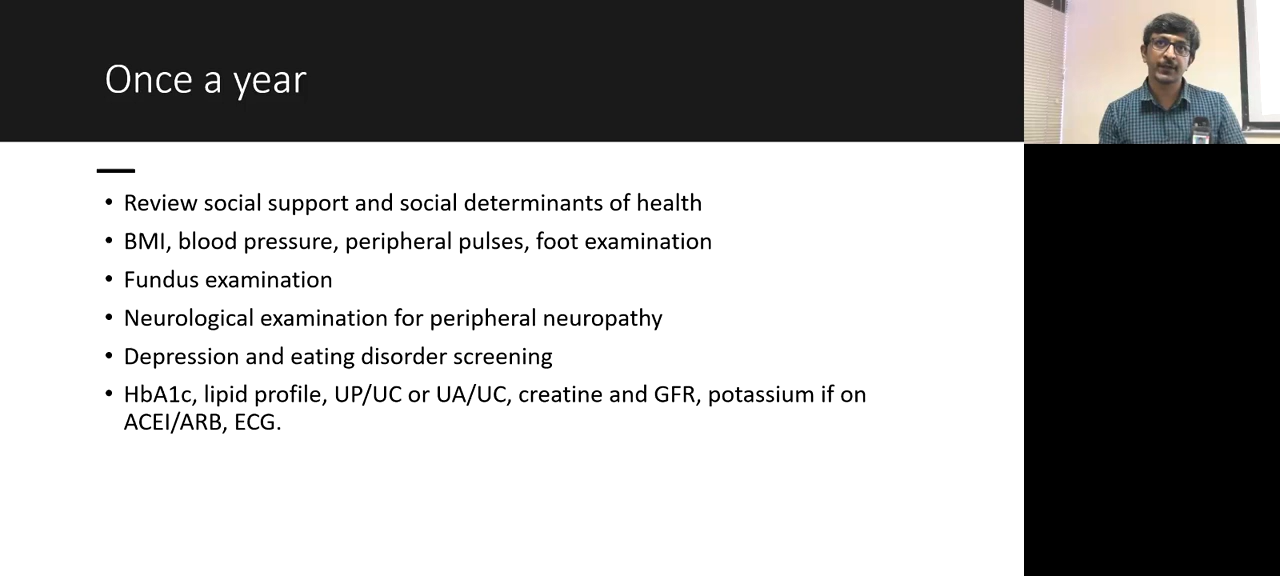 Once a year
• Review social support and social determinants of health
• BMI, blood pressure, peripheral pulses, foot examination
• Fundus examination
• Neurological examination for peripheral neuropathy
• Depression and eating disorder screening
• HbA1c, lipid profile, UP/UC or UA/UC, creatine and GFR, potassium if on
ACEI/ARB, ECG.